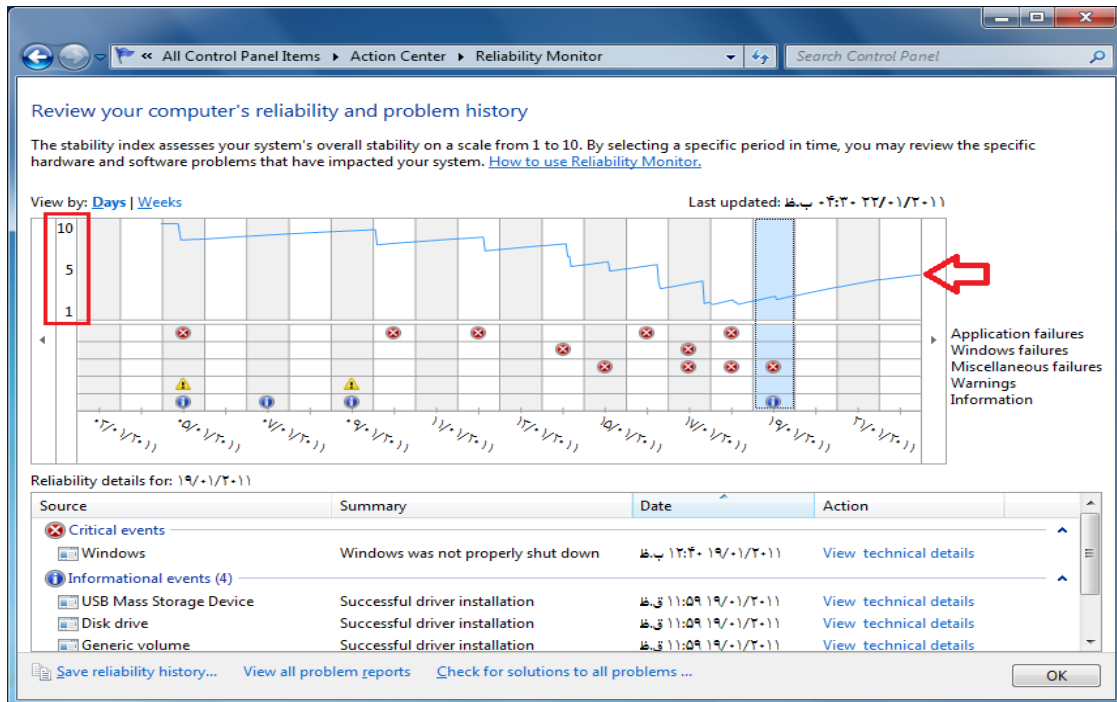 « All Control Panel Items ▸ Action Center ▸ Reliability Monitor
Search Control Panel
Review your computer's reliability and problem history
The stability index assesses your system's overall stability on a scale from 1 to 10. By selecting a specific period in time, you may review the specific
hardware and software problems that have impacted your system. How to use Reliability Monitor.
View by: Days | Weeks
Last updated: ب.ظ ۰۴:۳۰ ۲۲/۰۱/۲۰۱۱
10
5
1
Application failures
Windows failures
Miscellaneous failures
Warnings
Information
۰۳/۰۱/۲۰۱۱ ۰۵/۰۱/۲۰۱۱ ۰۷/۰۱/۲۰۱۱ ۰۹/۰۱/۲۰۱۱ ۱۱/۰۱/۲۰۱۱ ۱۳/۰۱/۲۰۱۱ ۱۵/۰۱/۲۰۱۱ ۱۷/۰۱/۲۰۱۱ ۱۹/۰۱/۲۰۱۱ ۲۱/۰۱/۲۰۱۱
Reliability details for: ۱۹/۰۱/۲۰۱۱
Source Summary Date Action
Critical events
Windows Windows was not properly shut down ب.ظ ۱۲:۴۰ ۱۹/۰۱/۲۰۱۱ View technical details
Informational events (4)
USB Mass Storage Device Successful driver installation ق.ظ ۱۱:۵۹ ۱۹/۰۱/۲۰۱۱ View technical details
Disk drive Successful driver installation ق.ظ ۱۱:۵۹ ۱۹/۰۱/۲۰۱۱ View technical details
Generic volume Successful driver installation ق.ظ ۱۱:۵۹ ۱۹/۰۱/۲۰۱۱ View technical details
Save reliability history... View all problem reports Check for solutions to all problems ...
OK